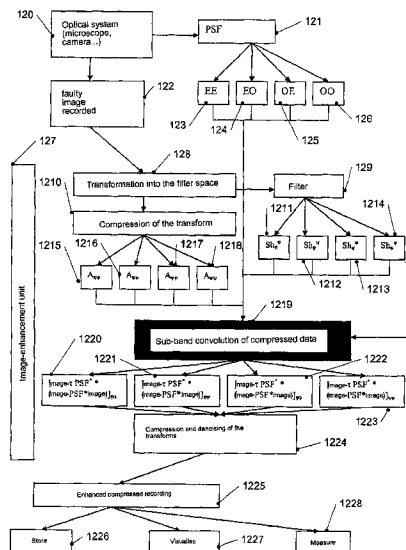 120
Optical system
(microscope,
camera...)
PSF
121
faulty
image
recorded
122
EE
EO
OE
OO
123
124
125
126
127
128
Transformation into the filter space
129
Filter
1210
Compression of the transform
1211
1214
1215
1216
1217
1218
1212
1213
1219
Sub-band convolution of compressed data
Image-enhancement unit
1220
1221
1222
1223
Compression and denoising of the
transforms
1224
Enhanced compressed recording
1225
1228
Store
1226
Visualise
1227
Measure